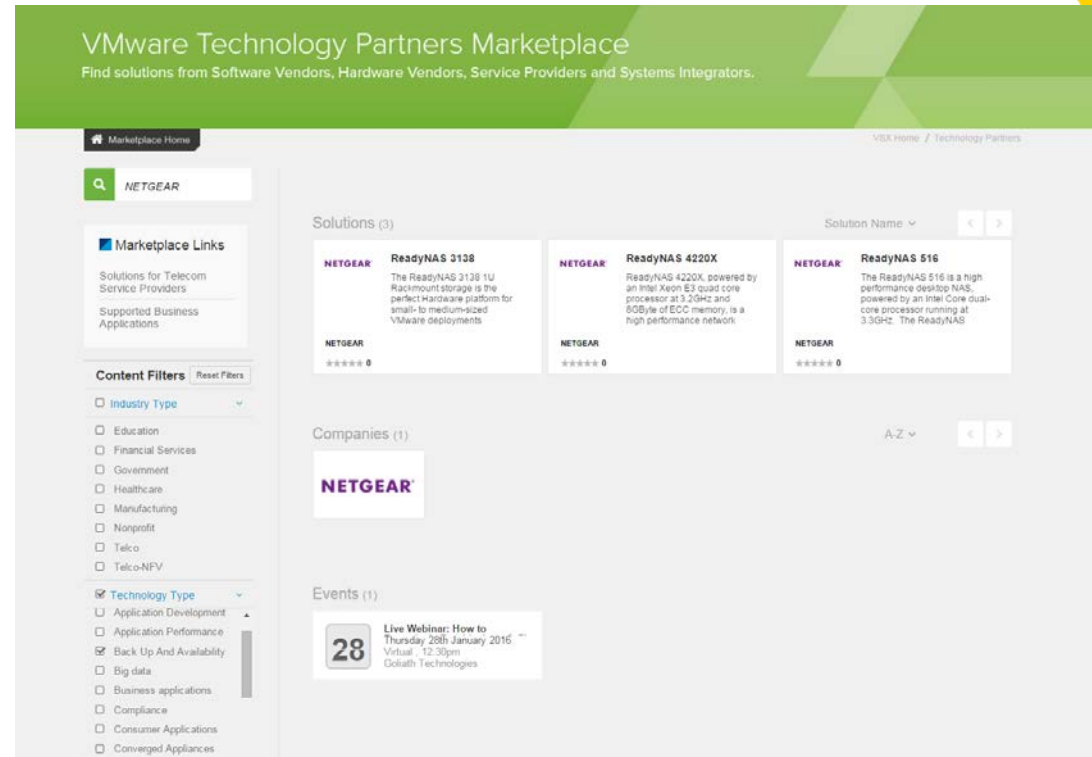 VMware Technology Partners Marketplace
Find solutions from Software Vendors, Hardware Vendors, Service Providers and Systems Integrators.
Marketplace Home
VSX Home / Technology Partners
NETGEAR
Marketplace Links
Solutions for Telecom
Service Providers
Supported Business
Applications
Content Filters
Reset Filters
Industry Type
Education
Financial Services
Government
Healthcare
Manufacturing
Nonprofit
Telco
Telco-NFV
Technology Type
Application Development
Application Performance
Back Up And Availability
Big data
Business applications
Compliance
Consumer Applications
Converged Appliances
Solutions (3)
Solution Name
NETGEAR
ReadyNAS 3138
The ReadyNAS 3138 1U
Rackmount storage is the
perfect Hardware platform for
small- to medium-sized
VMware deployments
NETGEAR
0
NETGEAR
ReadyNAS 4220X
ReadyNAS 4220X, powered by
an Intel Xeon E3 quad core
processor at 3.2GHz and
8GByte of ECC memory, is a
high performance network
NETGEAR
0
NETGEAR
ReadyNAS 516
The ReadyNAS 516 is a high
performance desktop NAS,
powered by an Intel Core dual-
core processor running at
3.3GHz. The ReadyNAS
NETGEAR
0
Companies (1)
A-Z
NETGEAR
Events (1)
28
Live Webinar: How to
Thursday 28th January 2016
Virtual , 12:30pm
Goliath Technologies